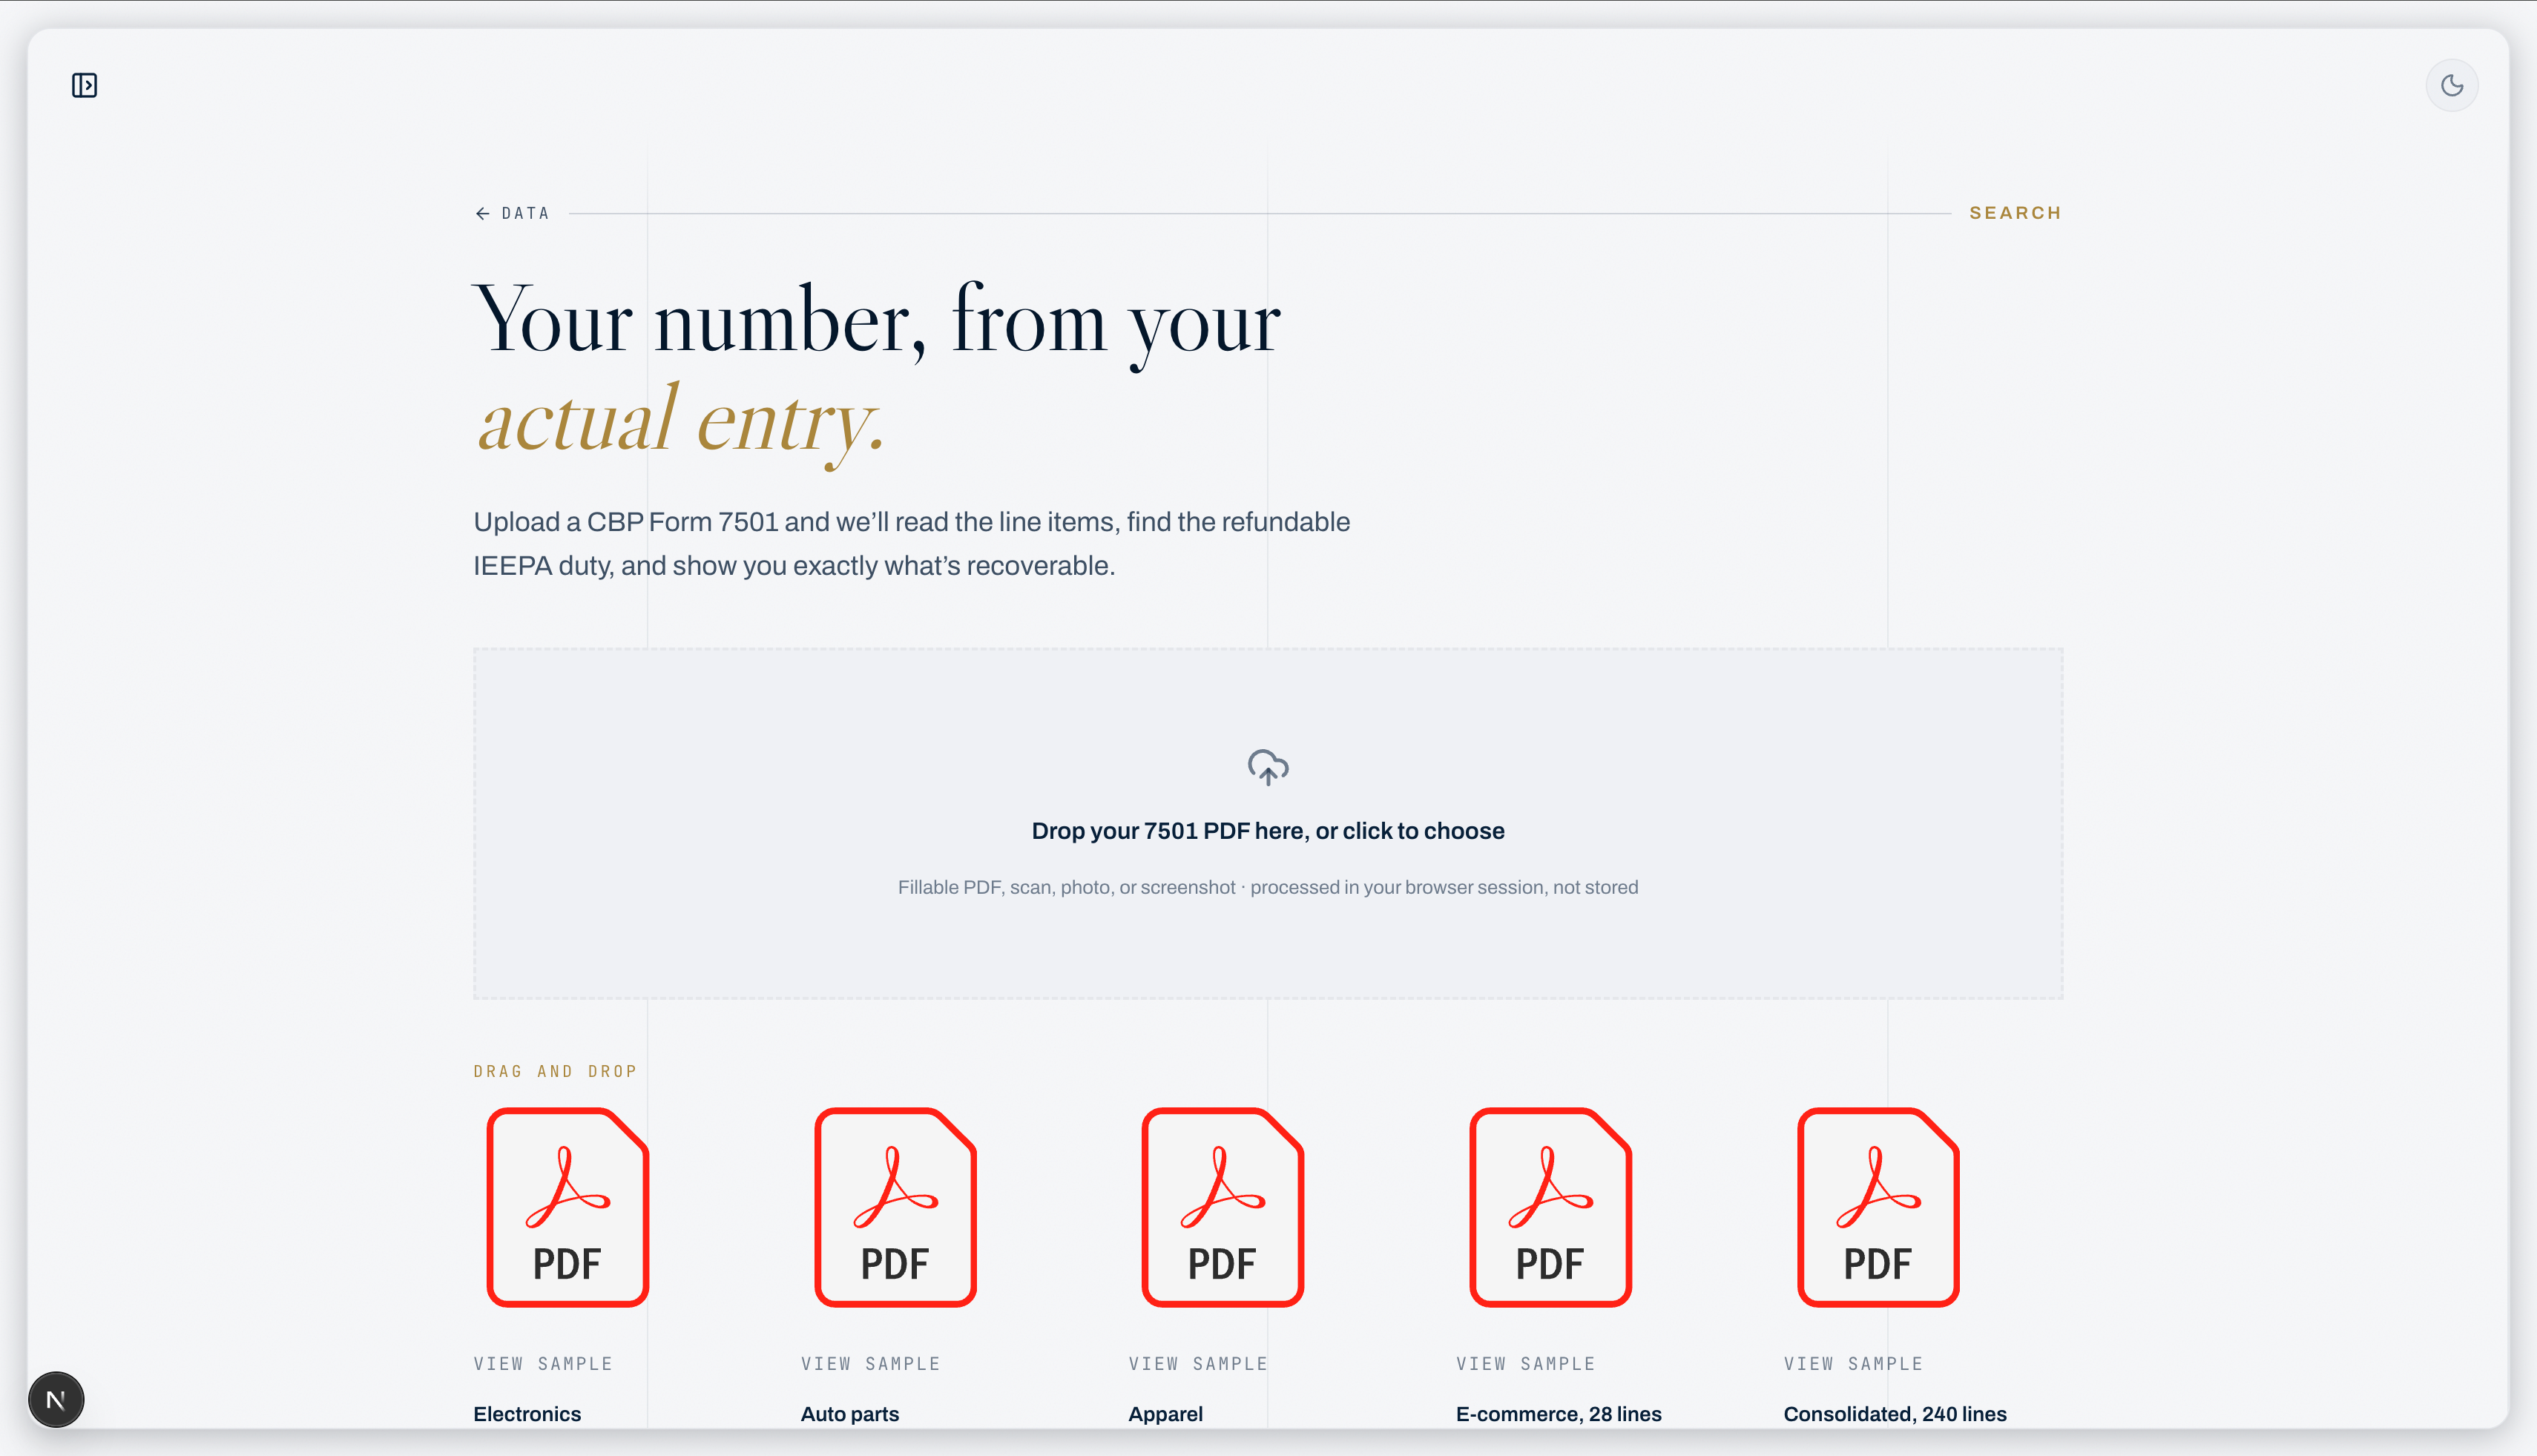 DATA
SEARCH
Your number, from your
actual entry.
Upload a CBP Form 7501 and we’ll read the line items, find the refundable
IEEPA duty, and show you exactly what’s recoverable.
Drop your 7501 PDF here, or click to choose
Fillable PDF, scan, photo, or screenshot · processed in your browser session, not stored
DRAG AND DROP
PDF
PDF
PDF
PDF
PDF
VIEW SAMPLE
VIEW SAMPLE
VIEW SAMPLE
VIEW SAMPLE
VIEW SAMPLE
Electronics
Auto parts
Apparel
E-commerce, 28 lines
Consolidated, 240 lines
N